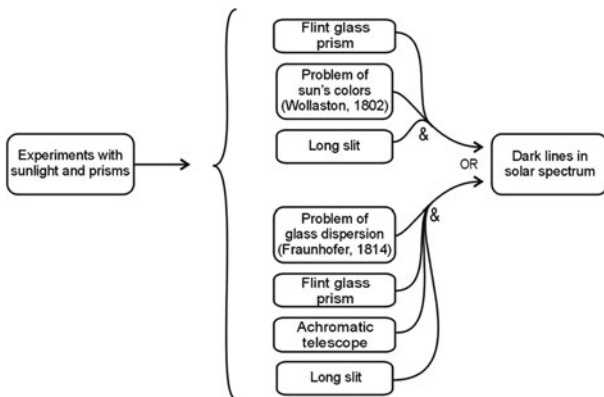 Flint glass
prism
Problem of
sun's colors
(Wollaston, 1802)
Long slit
&
Experiments with
sunlight and prisms
OR
Dark lines in
solar spectrum
&
Problem of
glass dispersion
(Fraunhofer, 1814)
Flint glass
prism
Achromatic
telescope
Long slit